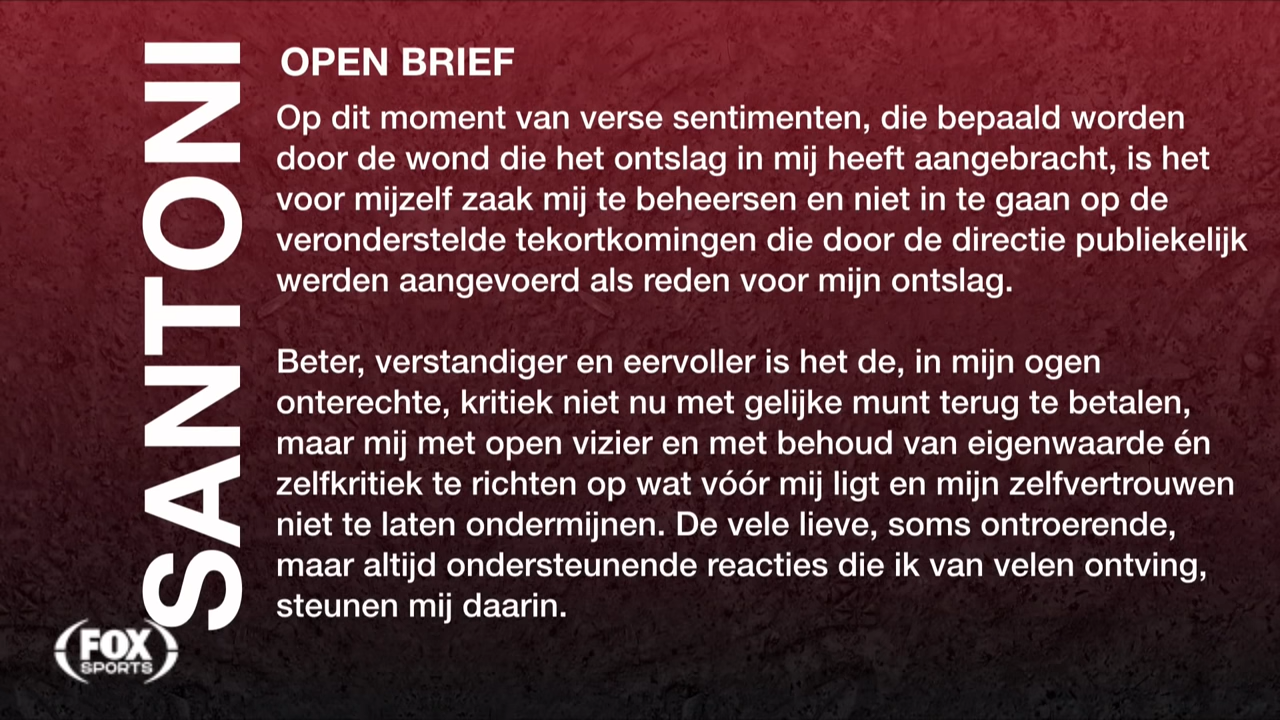 SANTONI
OPEN BRIEF
Op dit moment van verse sentimenten, die bepaald worden
door de wond die het ontslag in mij heeft aangebracht, is het
voor mijzelf zaak mij te beheersen en niet in te gaan op de
veronderstelde tekortkomingen die door de directie publiekelijk
werden aangevoerd als reden voor mijn ontslag.
Beter, verstandiger en eervoller is het de, in mijn ogen
onterechte, kritiek niet nu met gelijke munt terug te betalen,
maar mij met open vizier en met behoud van eigenwaarde én
zelfkritiek te richten op wat vóór mij ligt en mijn zelfvertrouwen
niet te laten ondermijnen. De vele lieve, soms ontroerende,
maar altijd ondersteunende reacties die ik van velen ontving,
steunen mij daarin.
FOX
SPORTS